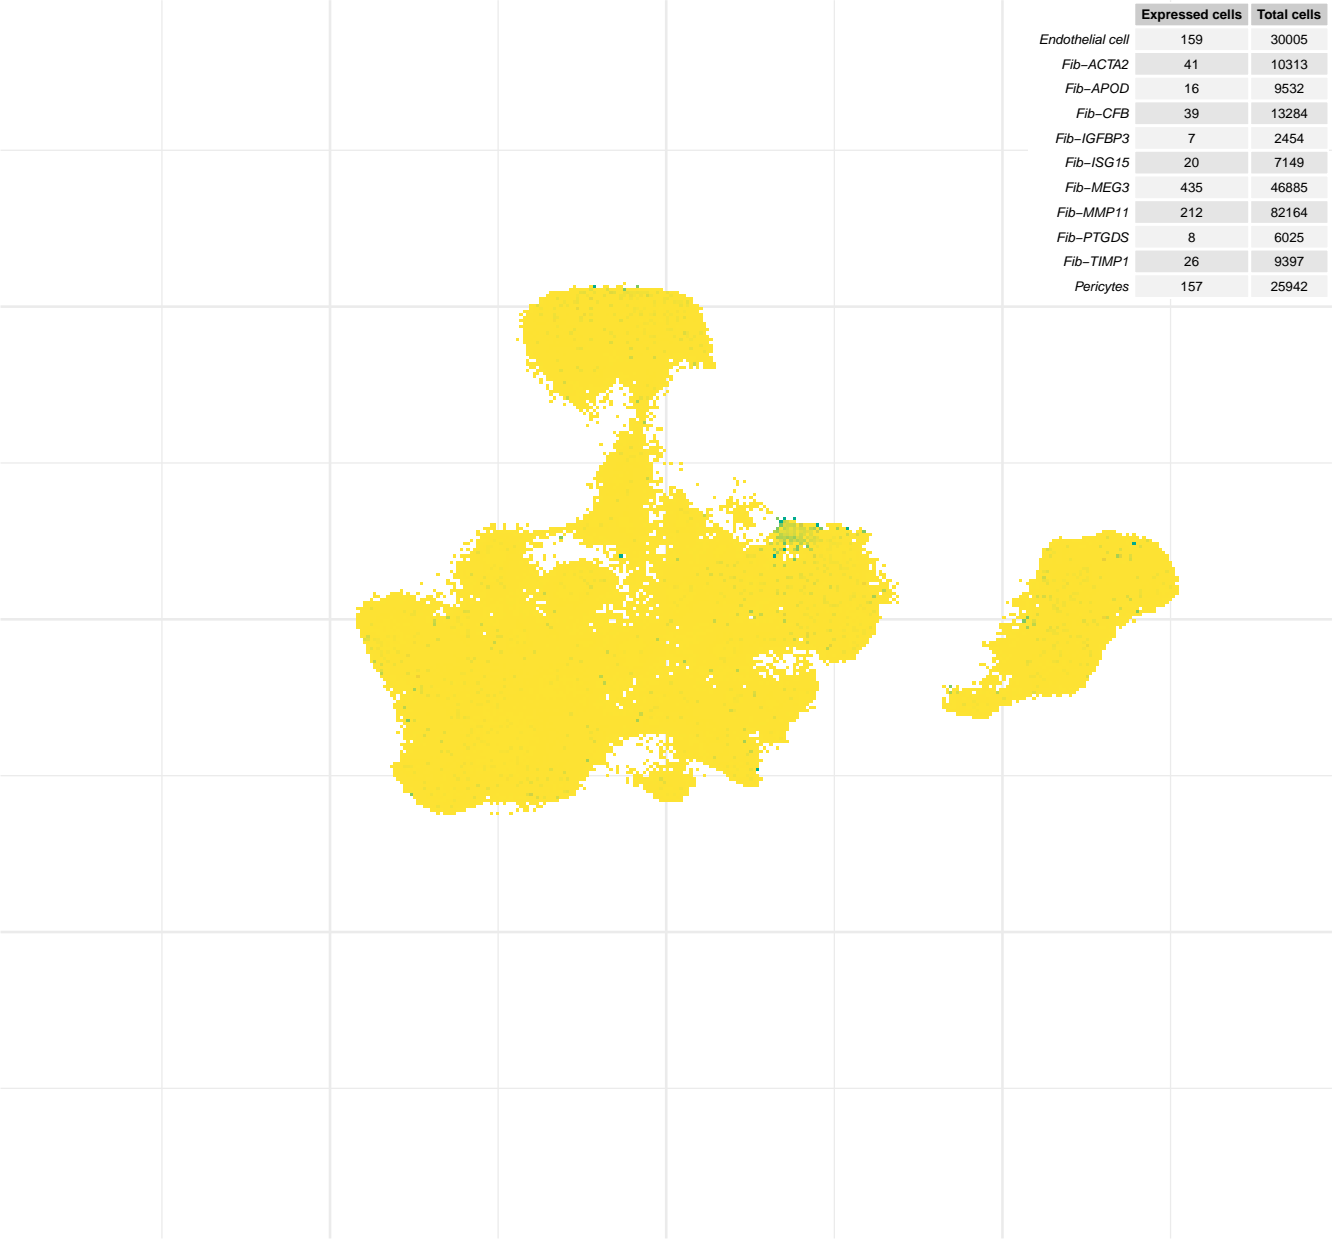 Expressed cells Total cells
Endothelial cell 159 30005
Fib−ACTA2 41 10313
Fib−APOD 16 9532
Fib−CFB 39 13284
Fib−IGFBP3 7 2454
Fib−ISG15 20 7149
Fib−MEG3 435 46885
Fib−MMP11 212 82164
Fib−PTGDS 8 6025
Fib−TIMP1 26 9397
Pericytes 157 25942